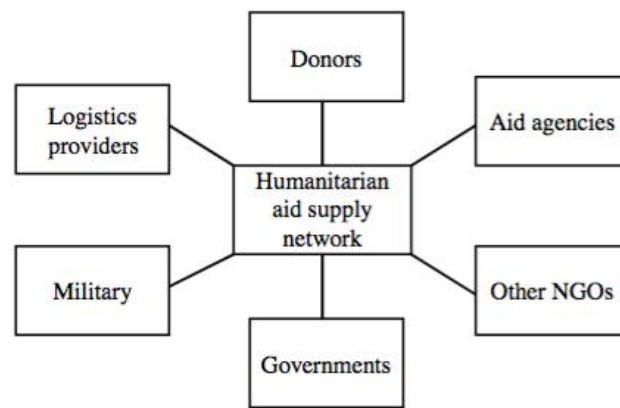 Donors
Logistics
providers
Aid agencies
Humanitarian
aid supply
network
Military
Other NGOs
Governments